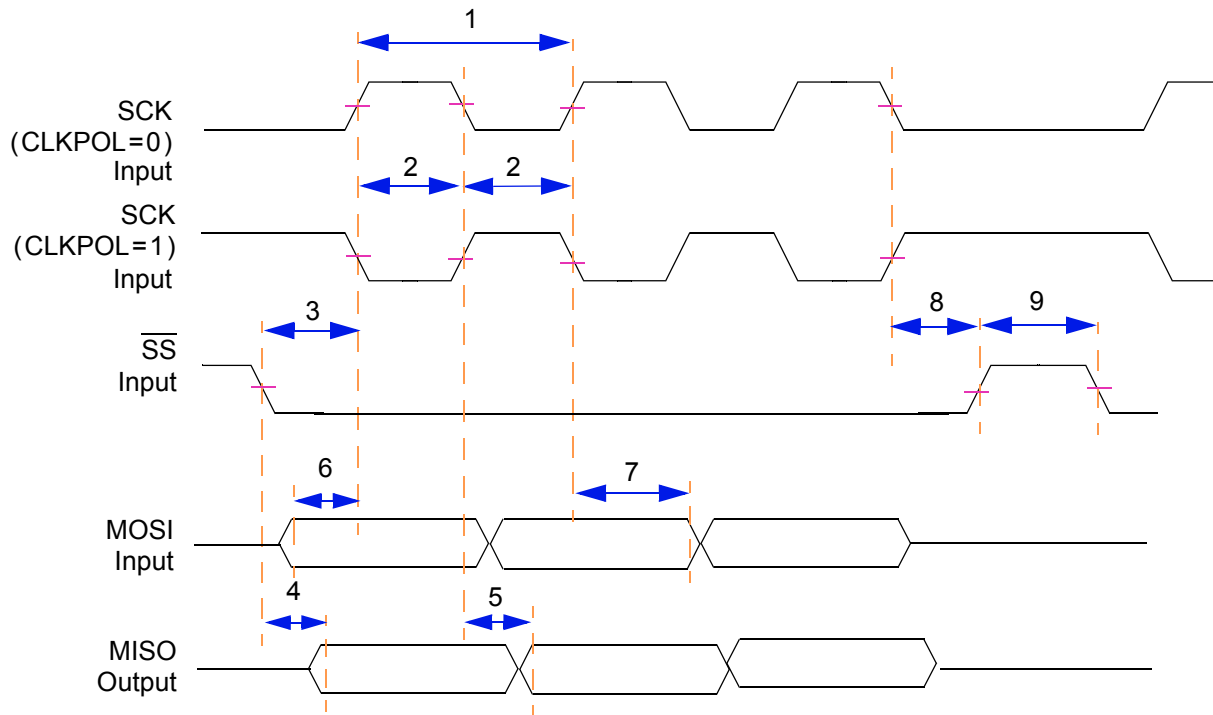 1
SCK
(CLKPOL=0)
Input
2 2
SCK
(CLKPOL=1)
Input
3
8 9
SS
Input
6
7
MOSI
Input
4
5
MISO
Output